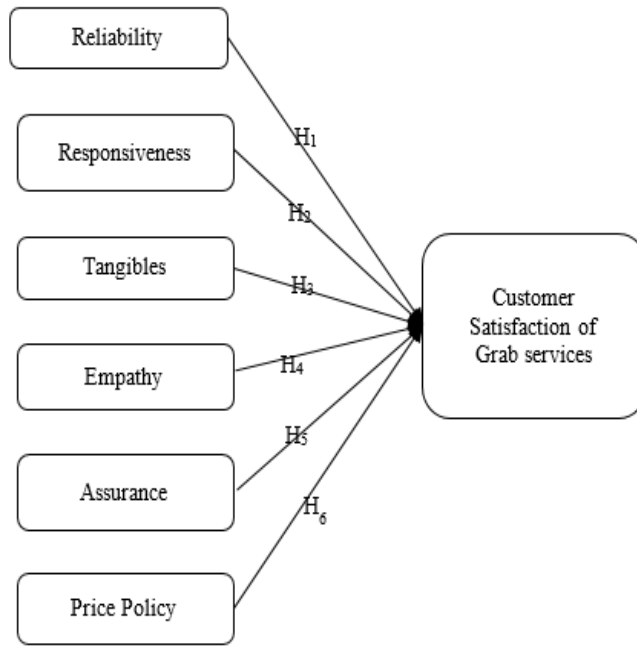 Reliability
H₁
Responsiveness
H₂
Tangibles
H₃
Empathy
H₄
Assurance
H₅
Price Policy
H₆
Customer
Satisfaction of
Grab services